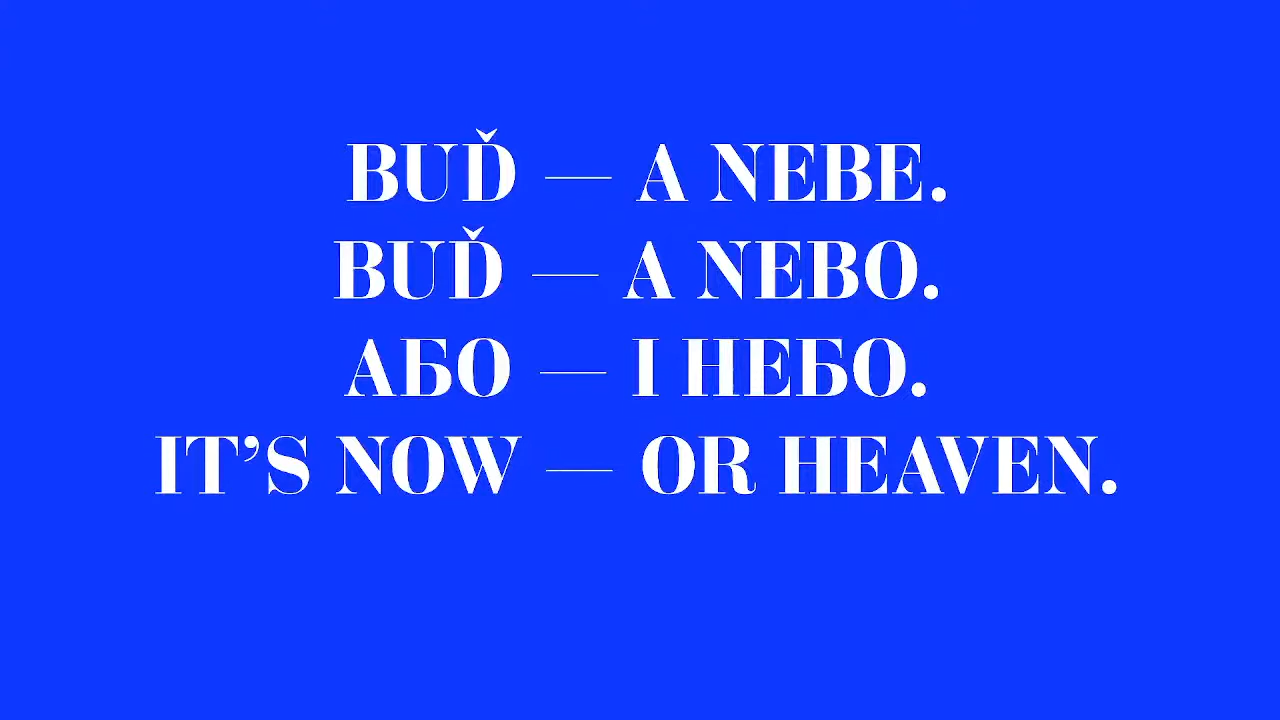 BUĎ — A NEBE.
BUĎ — A NEBO.
АБО — І НЕБО.
IT’S NOW — OR HEAVEN.